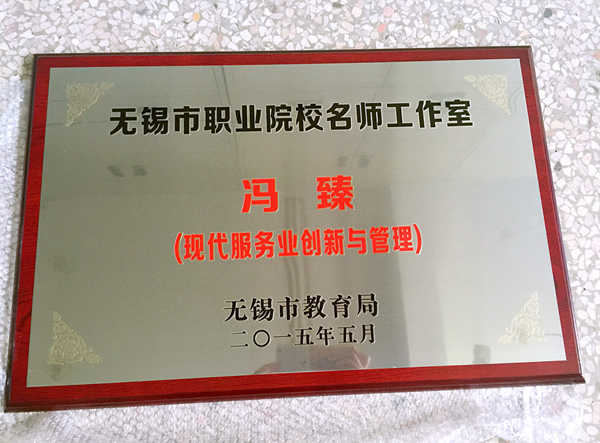 无锡市职业院校名师工作室
冯 臻
(现代服务业创新与管理)
无锡市教育局
二〇一五年五月